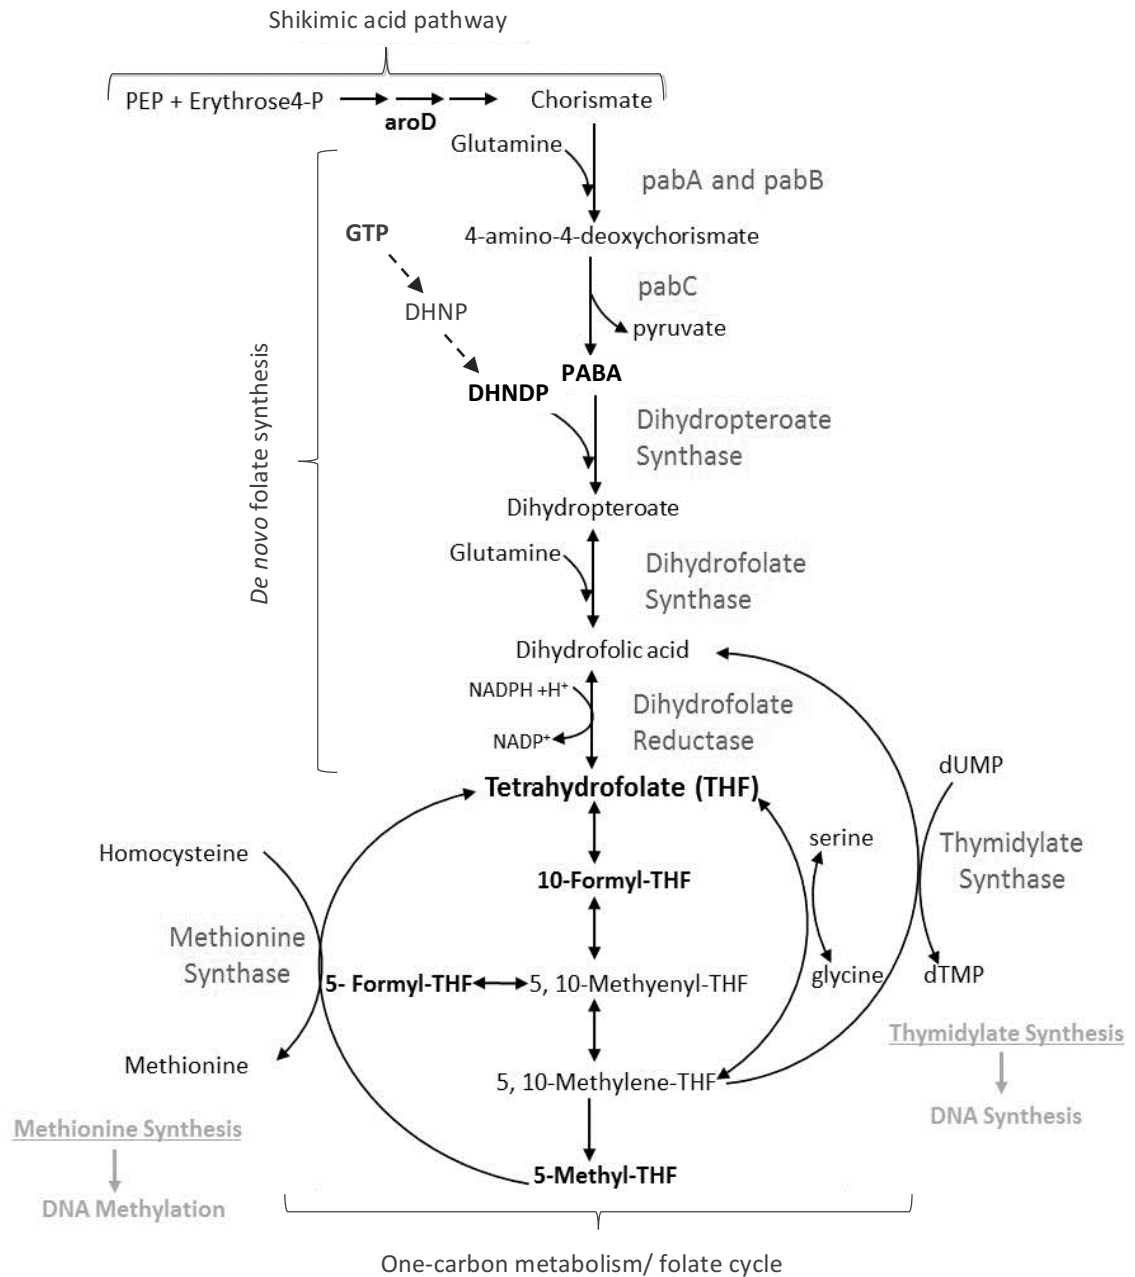 Shikimic acid pathway
PEP + Erythrose4-P
aroD
Chorismate
Glutamine
pabA and pabB
GTP
4-amino-4-deoxychorismate
pabC
DHNP
pyruvate
PABA
DHNDP
De novo folate synthesis
Dihydropteroate
Synthase
Dihydropteroate
Glutamine
Dihydrofolate
Synthase
Dihydrofolic acid
NADPH +H+
Dihydrofolate
Reductase
NADP+
Tetrahydrofolate (THF)
dUMP
serine
Thymidylate
Synthase
Homocysteine
10-Formyl-THF
Methionine
Synthase
5- Formyl-THF
5, 10-Methyenyl-THF
glycine
dTMP
Thymidylate Synthesis
Methionine
5, 10-Methylene-THF
DNA Synthesis
Methionine Synthesis
5-Methyl-THF
DNA Methylation
One-carbon metabolism/ folate cycle